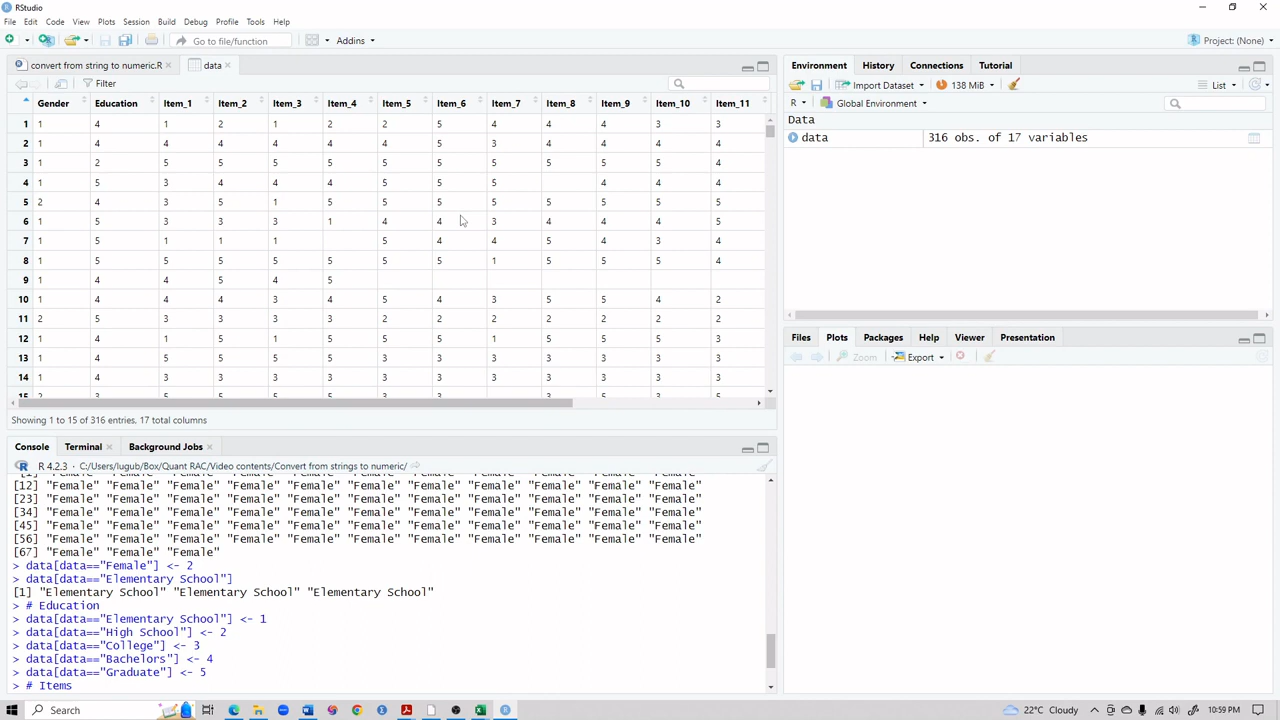 RStudio
File Edit Code View Plots Session Build Debug Profile Tools Help
Go to file/function Addins Project: (None)
convert from string to numeric.R data
Filter
Gender Education Item_1 Item_2 Item_3 Item_4 Item_5 Item_6 Item_7 Item_8 Item_9 Item_10 Item_11
1 1 4 1 2 1 2 2 5 4 4 4 3 3
2 1 4 4 4 4 4 4 5 3 4 4 4 4
3 1 2 5 5 5 5 5 5 5 5 5 5 4
4 1 5 3 4 4 4 5 5 5 4 4 4
5 2 4 3 5 1 5 5 5 5 5 5 5 5
6 1 5 3 3 3 1 4 4 3 4 4 4 5
7 1 5 1 1 1 5 4 4 5 4 3 4
8 1 5 5 5 5 5 5 5 1 5 5 5 4
9 1 4 4 5 4 5
10 1 4 4 4 3 4 5 4 3 5 5 4 2
11 2 5 3 3 3 3 2 2 2 2 2 2 2
12 1 4 1 5 1 5 5 5 1 5 5 5 3
13 1 4 5 5 5 5 3 3 3 3 3 3 3
14 1 4 3 3 3 3 3 3 3 3 3 3 3
Showing 1 to 15 of 316 entries, 17 total columns
Console Terminal Background Jobs
R 4.2.3 · C:/Users/lugub/Box/Quant RAC/Video contents/Convert from strings to numeric/
[12] "Female" "Female" "Female" "Female" "Female" "Female" "Female" "Female" "Female" "Female" "Female"
[23] "Female" "Female" "Female" "Female" "Female" "Female" "Female" "Female" "Female" "Female" "Female"
[34] "Female" "Female" "Female" "Female" "Female" "Female" "Female" "Female" "Female" "Female" "Female"
[45] "Female" "Female" "Female" "Female" "Female" "Female" "Female" "Female" "Female" "Female" "Female"
[56] "Female" "Female" "Female" "Female" "Female" "Female" "Female" "Female" "Female" "Female" "Female"
[67] "Female" "Female" "Female"
> data[data=="Female"] <- 2
> data[data=="Elementary School"]
[1] "Elementary School" "Elementary School" "Elementary School"
> # Education
> data[data=="Elementary School"] <- 1
> data[data=="High School"] <- 2
> data[data=="College"] <- 3
> data[data=="Bachelors"] <- 4
> data[data=="Graduate"] <- 5
> # Items
Environment History Connections Tutorial
Import Dataset 138 MiB List
R Global Environment
Data
data 316 obs. of 17 variables
Files Plots Packages Help Viewer Presentation
Zoom Export
Search 22°C Cloudy 10:59 PM